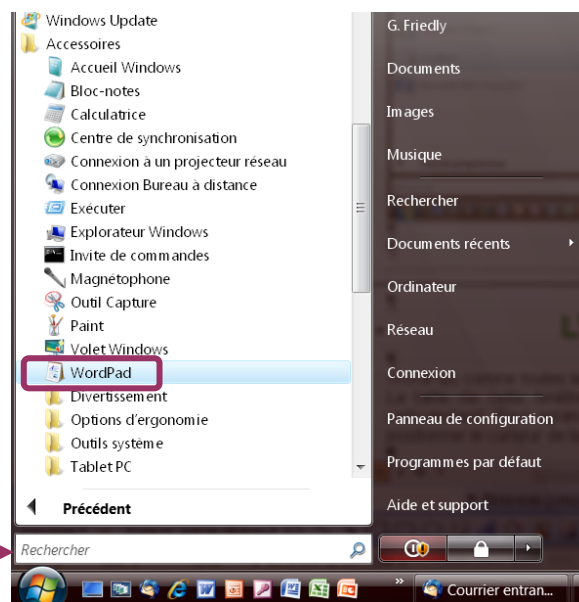 Windows Update
Accessoires
Accueil Windows
Bloc-notes
Calculatrice
Centre de synchronisation
Connexion à un projecteur réseau
Connexion Bureau à distance
Exécuter
Explorateur Windows
Invite de commandes
Magnétophone
Outil Capture
Paint
Volet Windows
WordPad
Divertissement
Options d'ergonomie
Outils système
Tablet PC
Précédent
Rechercher
G. Friedly
Documents
Images
Musique
Rechercher
Documents récents
Ordinateur
Réseau
Connexion
Panneau de configuration
Programmes par défaut
Aide et support
» Courrier entran...